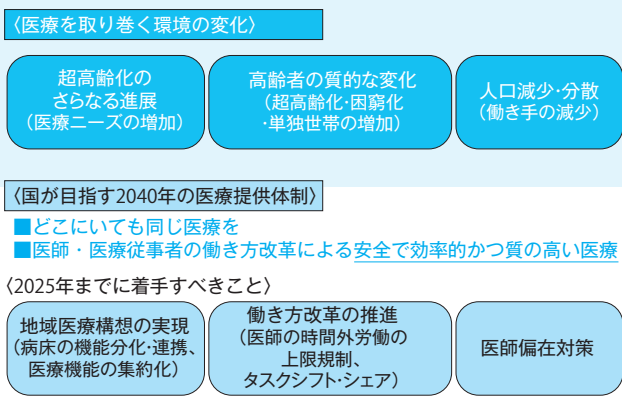 〈医療を取り巻く環境の変化〉
超高齢化の
さらなる進展
（医療ニーズの増加）
高齢者の質的な変化
（超高齢化・困窮化
・単独世帯の増加）
人口減少・分散
（働き手の減少）
〈国が目指す2040年の医療提供体制〉
■どこにいても同じ医療を
■医師・医療従事者の働き方改革による安全で効率的かつ質の高い医療
〈2025年までに着手すべきこと〉
地域医療構想の実現
（病床の機能分化・連携、
医療機能の集約化）
働き方改革の推進
（医師の時間外労働の
上限規制、
タスクシフト・シェア）
医師偏在対策